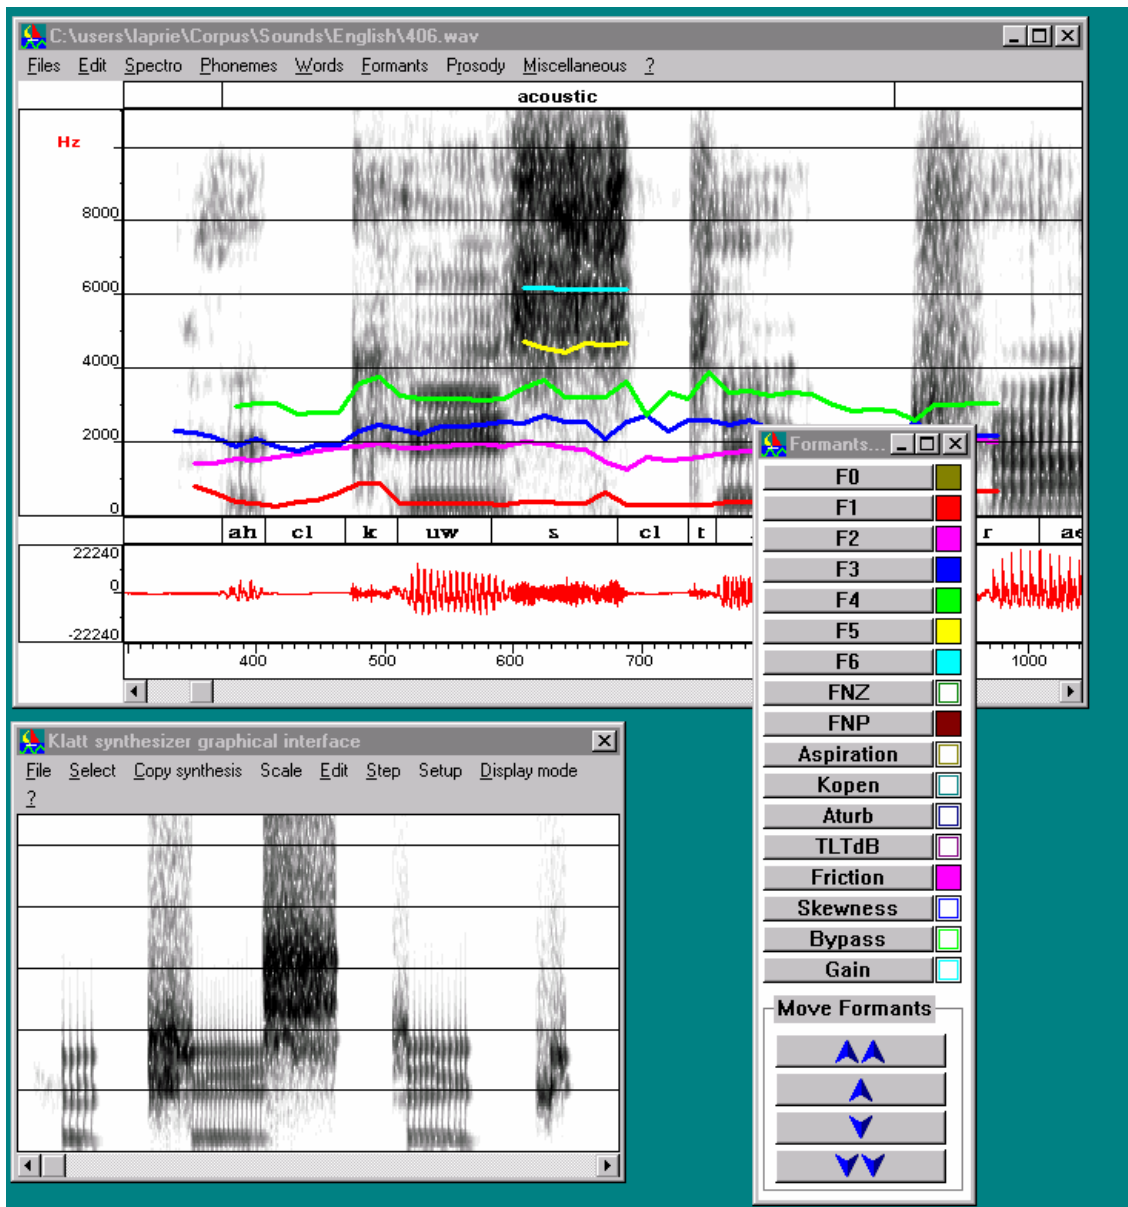 C:\users\laprie\Corpus\Sounds\English\406.wav
Files Edit Spectro Phonemes Words Formants Prosody Miscellaneous ?
acoustic
Hz
8000
6000
4000
2000
0
ah cl k uw s cl t r ae
22240
0
-22240
400 500 600 700 1000
Formants...
F0
F1
F2
F3
F4
F5
F6
FNZ
FNP
Aspiration
Kopen
Aturb
TLTdB
Friction
Skewness
Bypass
Gain
Move Formants
Klatt synthesizer graphical interface
File Select Copy synthesis Scale Edit Step Setup Display mode
?